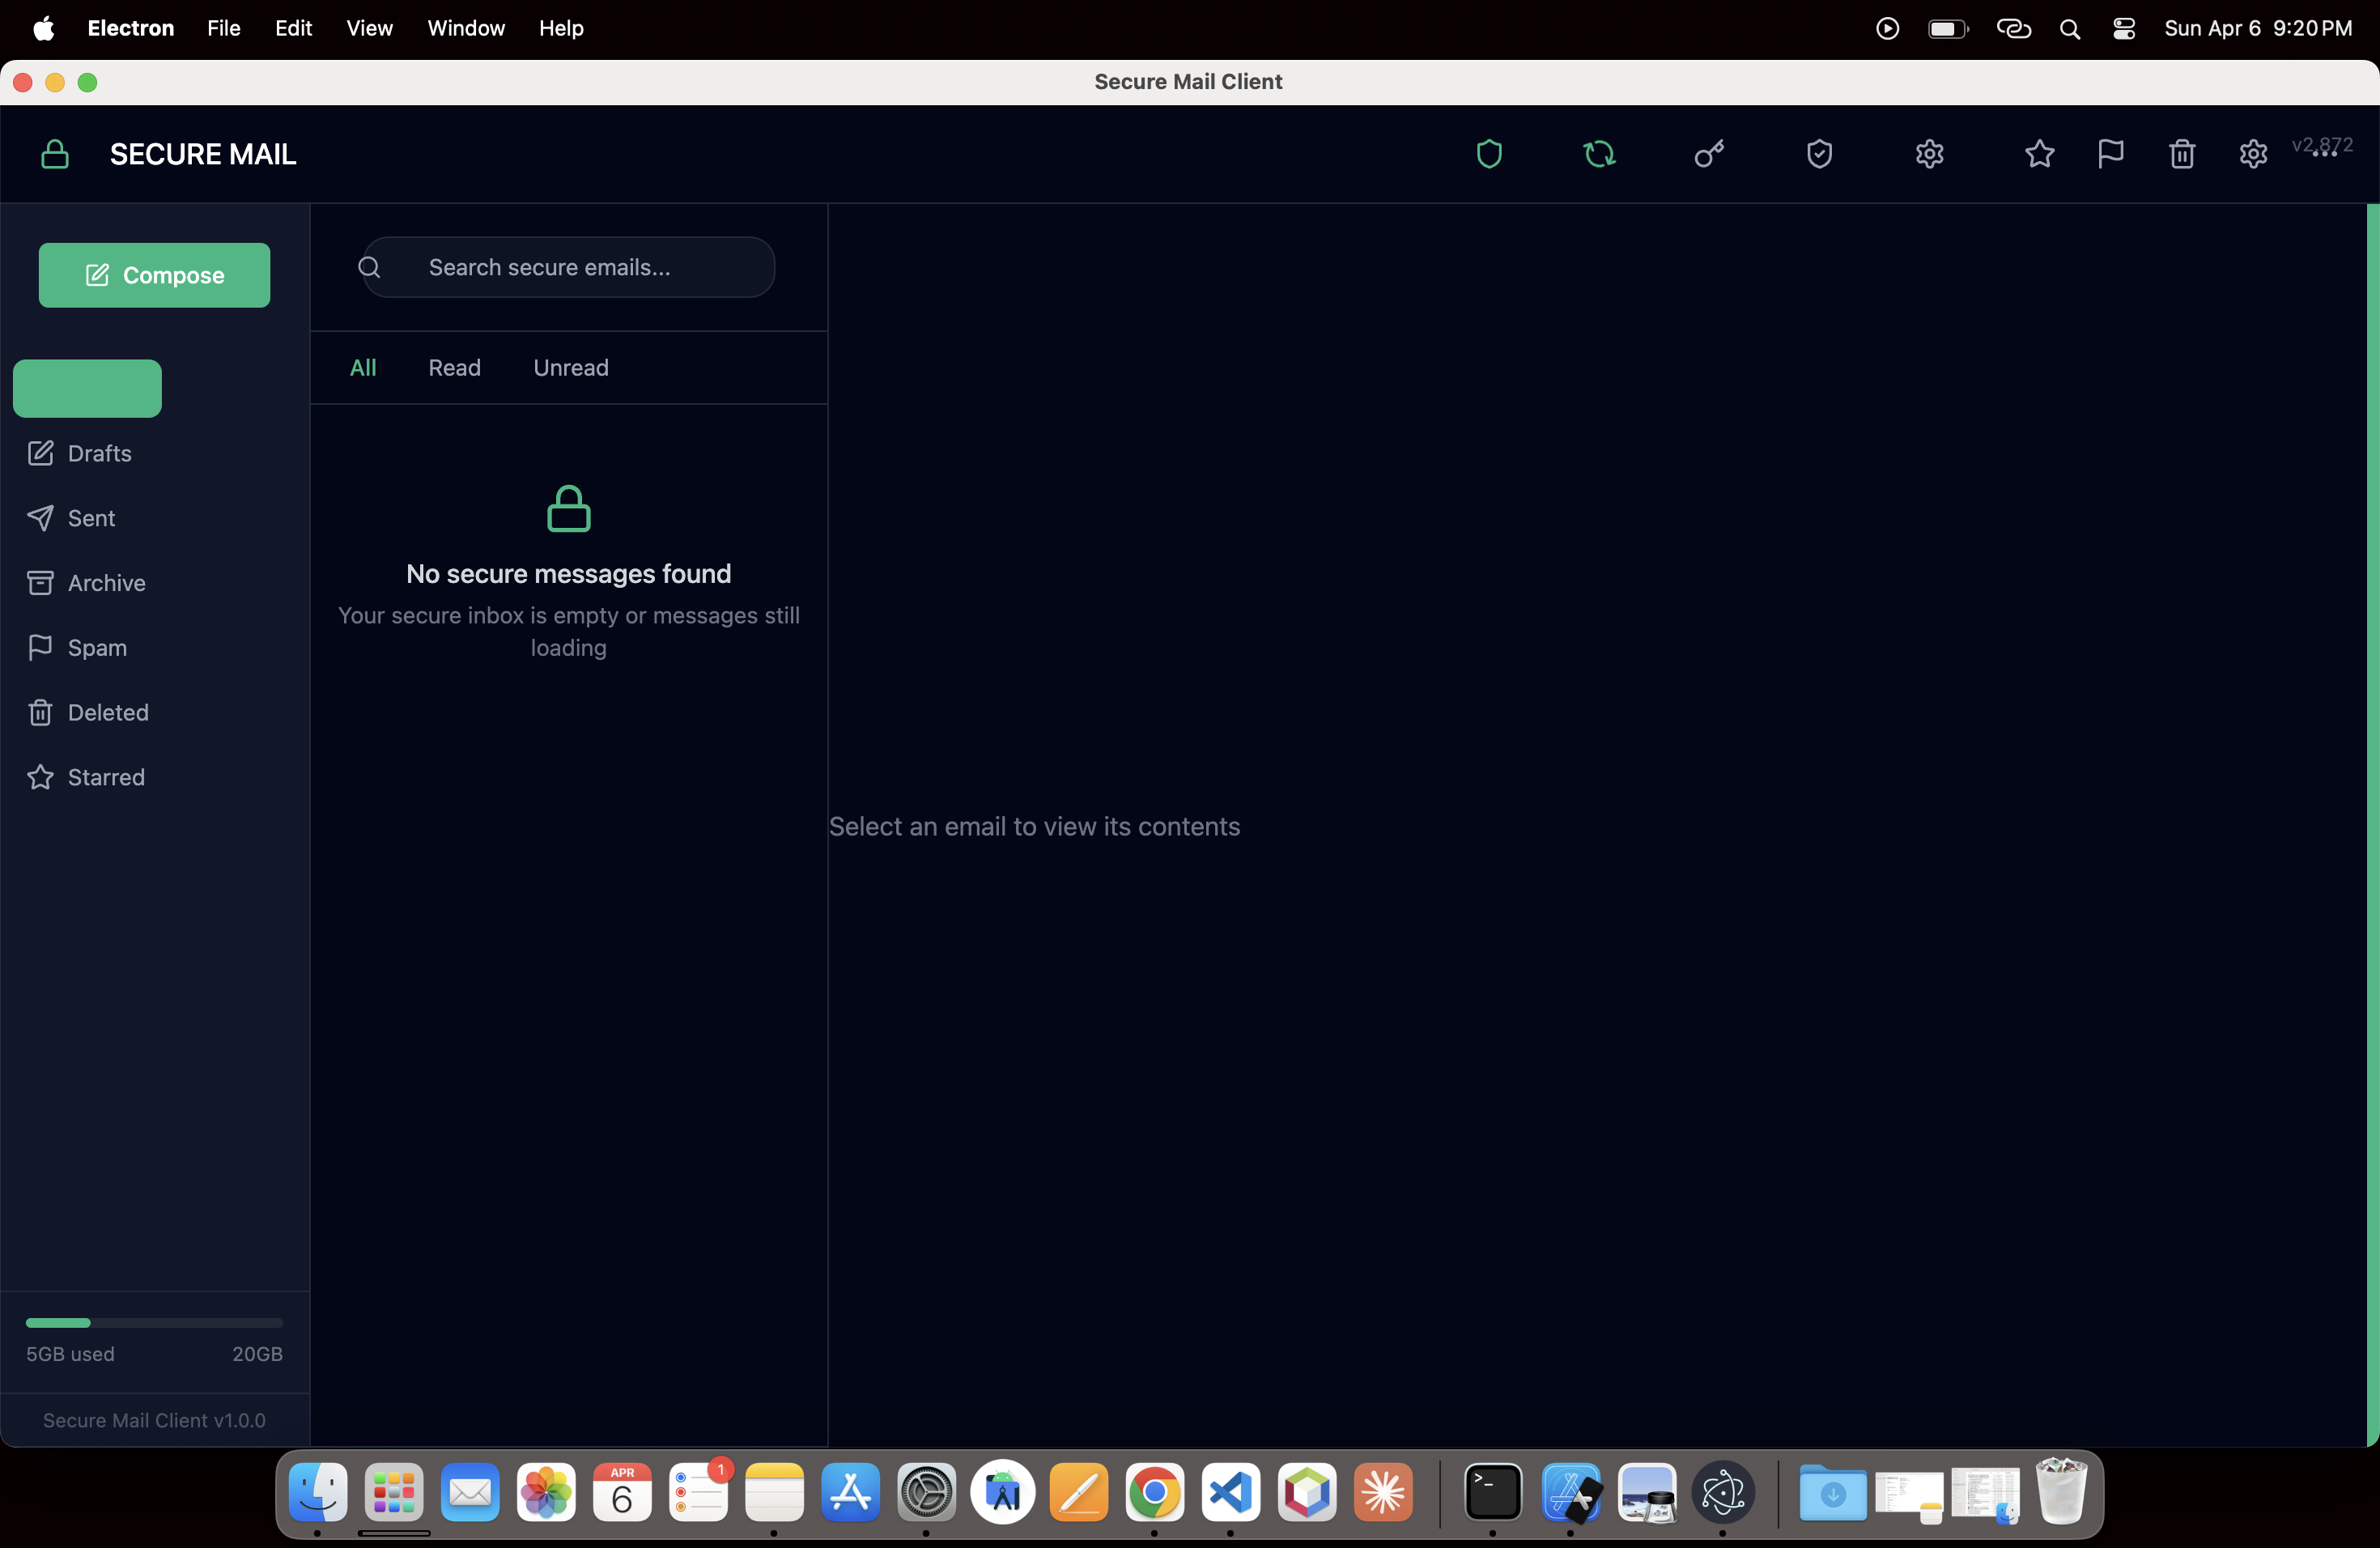 Electron File Edit View Window Help Sun Apr 6 9:20 PM
Secure Mail Client
SECURE MAIL
v2.872
Compose
Drafts
Sent
Archive
Spam
Deleted
Starred
5GB used 20GB
Secure Mail Client v1.0.0
Search secure emails...
All Read Unread
No secure messages found
Your secure inbox is empty or messages still
loading
Select an email to view its contents
APR
6
1